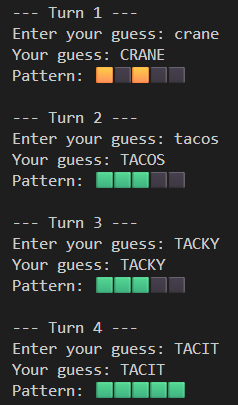 --- Turn 1 ---
Enter your guess: crane
Your guess: CRANE
Pattern: 🟧⬛🟧⬛⬛
--- Turn 2 ---
Enter your guess: tacos
Your guess: TACOS
Pattern: 🟩🟩🟩⬛⬛
--- Turn 3 ---
Enter your guess: TACKY
Your guess: TACKY
Pattern: 🟩🟩🟩⬛⬛
--- Turn 4 ---
Enter your guess: TACIT
Your guess: TACIT
Pattern: 🟩🟩🟩🟩🟩